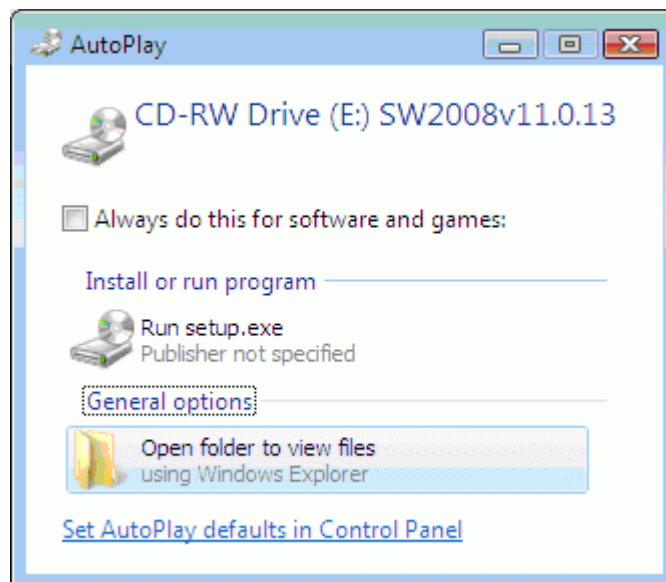 AutoPlay
CD-RW Drive (E:) SW2008v11.0.13
Always do this for software and games:
Install or run program
Run setup.exe
Publisher not specified
General options
Open folder to view files
using Windows Explorer
Set AutoPlay defaults in Control Panel